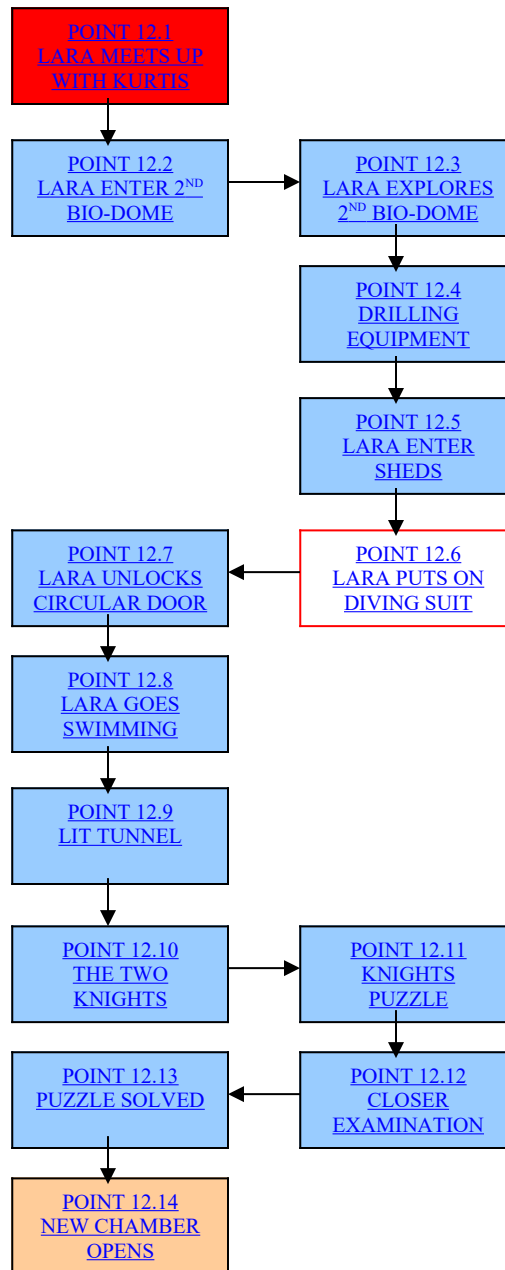 POINT 12.1
LARA MEETS UP
WITH KURTIS
POINT 12.2
LARA ENTER 2ND
BIO-DOME
POINT 12.3
LARA EXPLORES
2ND BIO-DOME
POINT 12.4
DRILLING
EQUIPMENT
POINT 12.5
LARA ENTER
SHEDS
POINT 12.6
LARA PUTS ON
DIVING SUIT
POINT 12.7
LARA UNLOCKS
CIRCULAR DOOR
POINT 12.8
LARA GOES
SWIMMING
POINT 12.9
LIT TUNNEL
POINT 12.10
THE TWO
KNIGHTS
POINT 12.11
KNIGHTS
PUZZLE
POINT 12.12
CLOSER
EXAMINATION
POINT 12.13
PUZZLE SOLVED
POINT 12.14
NEW CHAMBER
OPENS